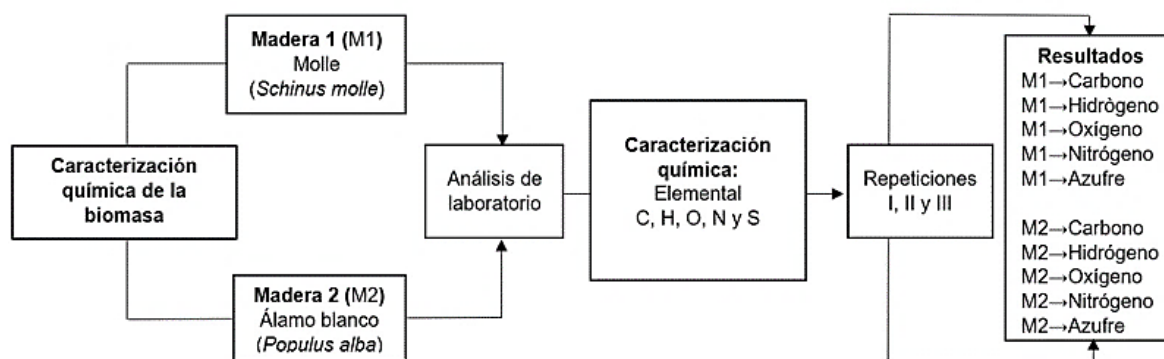 Caracterización
química de la
biomasa
Madera 1 (M1)
Molle
(Schinus molle)
Madera 2 (M2)
Álamo blanco
(Populus alba)
Análisis de
laboratorio
Caracterización
química:
Elemental
C, H, O, N y S
Repeticiones
I, II y III
Resultados
M1→Carbono
M1→Hidrògeno
M1→Oxígeno
M1→Nitrógeno
M1→Azufre
M2→Carbono
M2→Hidrógeno
M2→Oxígeno
M2→Nitrógeno
M2→Azufre